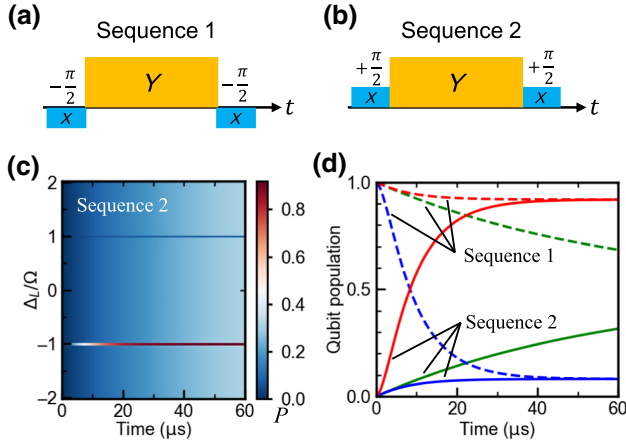 (a) Sequence 1
−π/2 Y −π/2
X X t
(b) Sequence 2
+π/2 Y +π/2
X X t
(c)
Sequence 2
Δ_L/Ω
2
1
0
−1
−2
0 20 40 60
Time (μs)
0.8
0.6
0.4
0.2
0.0
P
(d)
Qubit population
1.0
0.5
0.0
Sequence 1
Sequence 2
0 20 40 60
Time (μs)